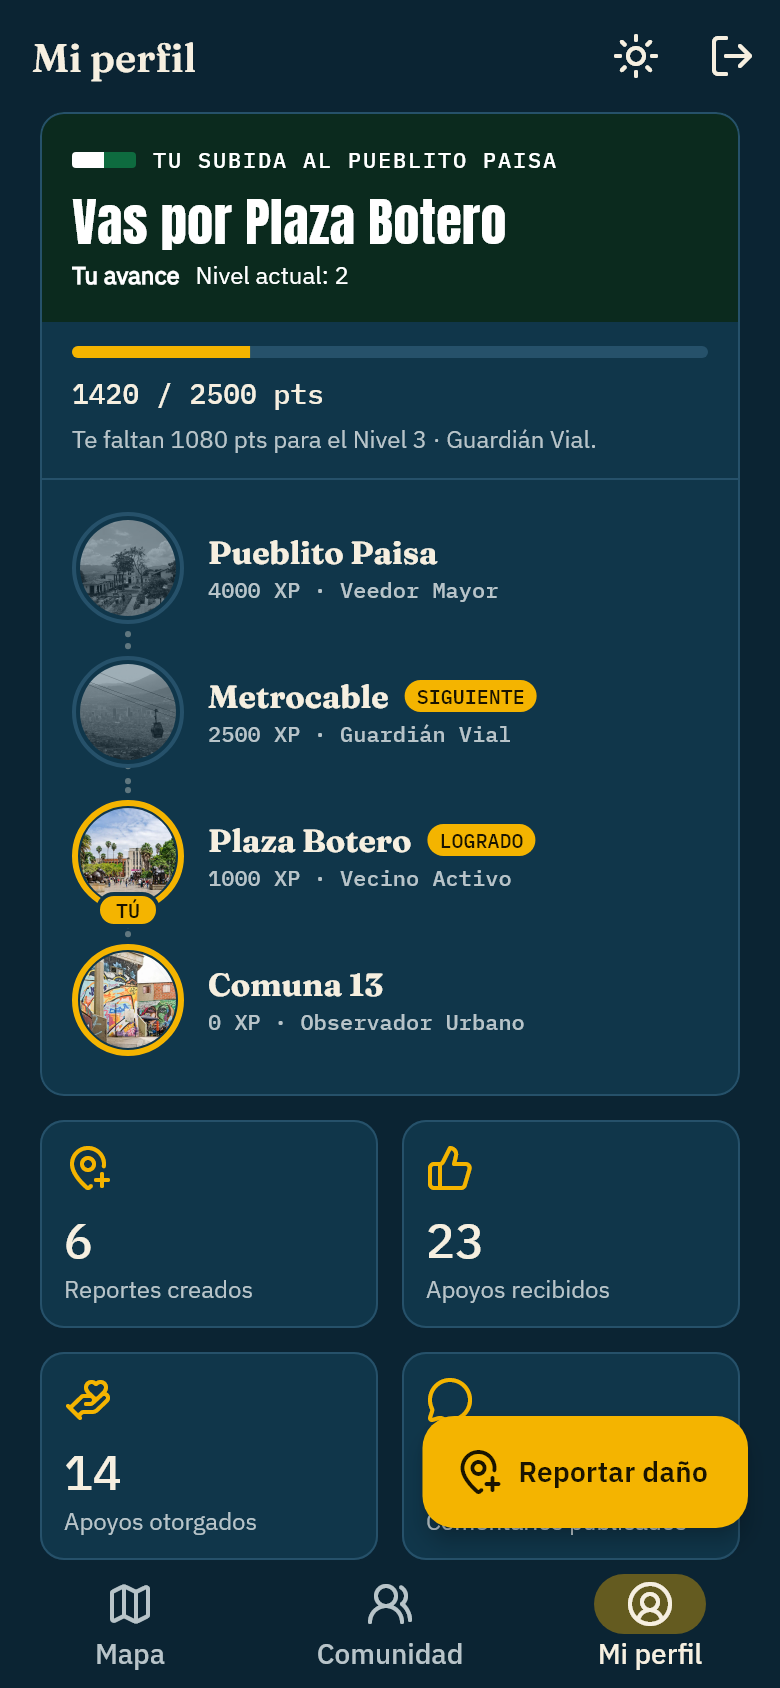 Mi perfil
TU SUBIDA AL PUEBLITO PAISA
Vas por Plaza Botero
Tu avance Nivel actual: 2
1420 / 2500 pts
Te faltan 1080 pts para el Nivel 3 · Guardián Vial.
Pueblito Paisa
4000 XP · Veedor Mayor
Metrocable SIGUIENTE
2500 XP · Guardián Vial
Plaza Botero LOGRADO
1000 XP · Vecino Activo
TÚ
Comuna 13
0 XP · Observador Urbano
6
Reportes creados
23
Apoyos recibidos
14
Apoyos otorgados
Reportar daño
Comentarios publicados
Mapa
Comunidad
Mi perfil